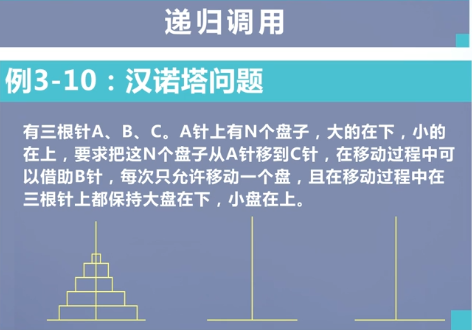 递归调用
例3-10：汉诺塔问题
有三根针A、B、C。A针上有N个盘子，大的在下，小的
在上，要求把这N个盘子从A针移到C针，在移动过程中可
以借助B针，每次只允许移动一个盘，且在移动过程中在
三根针上都保持大盘在下，小盘在上。